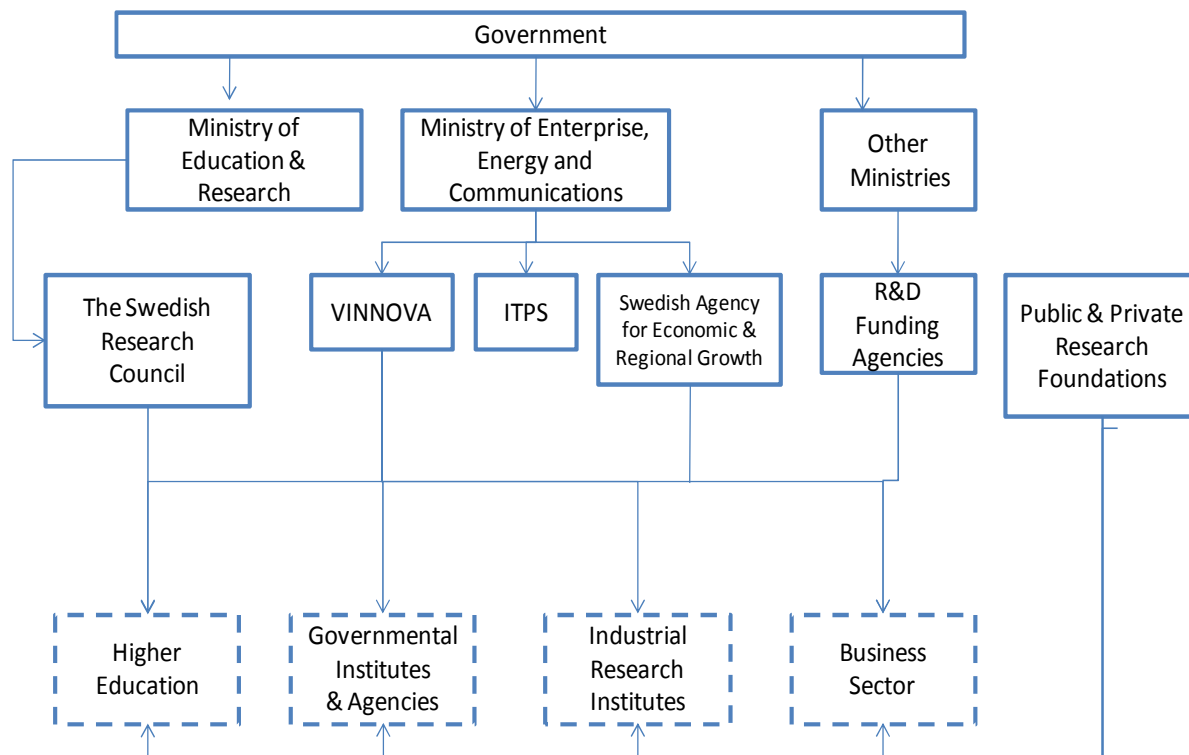 Government
Ministry of
Education &
Research
Ministry of Enterprise,
Energy and
Communications
Other
Ministries
The Swedish
Research
Council
VINNOVA
ITPS
Swedish Agency
for Economic &
Regional Growth
R&D
Funding
Agencies
Public & Private
Research
Foundations
Higher
Education
Governmental
Institutes
& Agencies
Industrial
Research
Institutes
Business
Sector